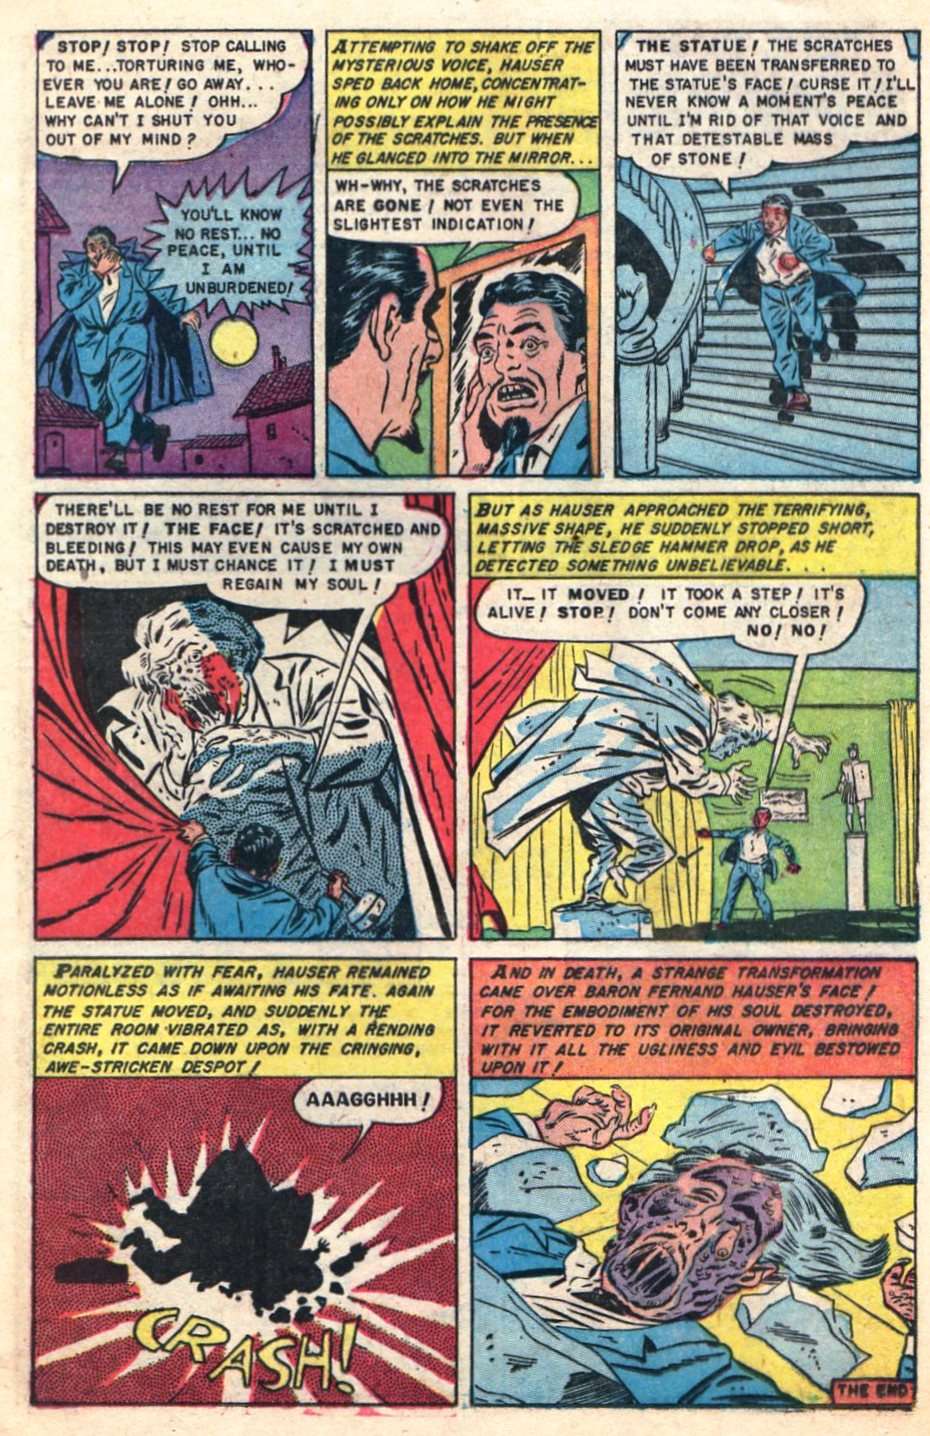 STOP! STOP! STOP CALLING
TO ME...TORTURING ME, WHO-
EVER YOU ARE! GO AWAY...
LEAVE ME ALONE! OHH...
WHY CAN'T I SHUT YOU
OUT OF MY MIND?
YOU'LL KNOW
NO REST... NO
PEACE, UNTIL
I AM
UNBURDENED!
ATTEMPTING TO SHAKE OFF THE
MYSTERIOUS VOICE, HAUSER
SPED BACK HOME, CONCENTRAT-
ING ONLY ON HOW HE MIGHT
POSSIBLY EXPLAIN THE PRESENCE
OF THE SCRATCHES. BUT WHEN
HE GLANCED INTO THE MIRROR...
WH-WHY, THE SCRATCHES
ARE GONE! NOT EVEN THE
SLIGHTEST INDICATION!
THE STATUE! THE SCRATCHES
MUST HAVE BEEN TRANSFERRED TO
THE STATUE'S FACE! CURSE IT! I'LL
NEVER KNOW A MOMENT'S PEACE
UNTIL I'M RID OF THAT VOICE AND
THAT DETESTABLE MASS
OF STONE!
THERE'LL BE NO REST FOR ME UNTIL I
DESTROY IT! THE FACE! IT'S SCRATCHED AND
BLEEDING! THIS MAY EVEN CAUSE MY OWN
DEATH, BUT I MUST CHANCE IT! I MUST
REGAIN MY SOUL!
BUT AS HAUSER APPROACHED THE TERRIFYING,
MASSIVE SHAPE, HE SUDDENLY STOPPED SHORT,
LETTING THE SLEDGE HAMMER DROP, AS HE
DETECTED SOMETHING UNBELIEVABLE...
IT— IT MOVED! IT TOOK A STEP! IT'S
ALIVE! STOP! DON'T COME ANY CLOSER!
NO! NO!
PARALYZED WITH FEAR, HAUSER REMAINED
MOTIONLESS AS IF AWAITING HIS FATE. AGAIN
THE STATUE MOVED, AND SUDDENLY THE
ENTIRE ROOM VIBRATED AS, WITH A RENDING
CRASH, IT CAME DOWN UPON THE CRINGING,
AWE-STRICKEN DESPOT!
AAAGGHHH!
CRASH!
AND IN DEATH, A STRANGE TRANSFORMATION
CAME OVER BARON FERNAND HAUSER'S FACE!
FOR THE EMBODIMENT OF HIS SOUL DESTROYED,
IT REVERTED TO ITS ORIGINAL OWNER, BRINGING
WITH IT ALL THE UGLINESS AND EVIL BESTOWED
UPON IT!
THE END